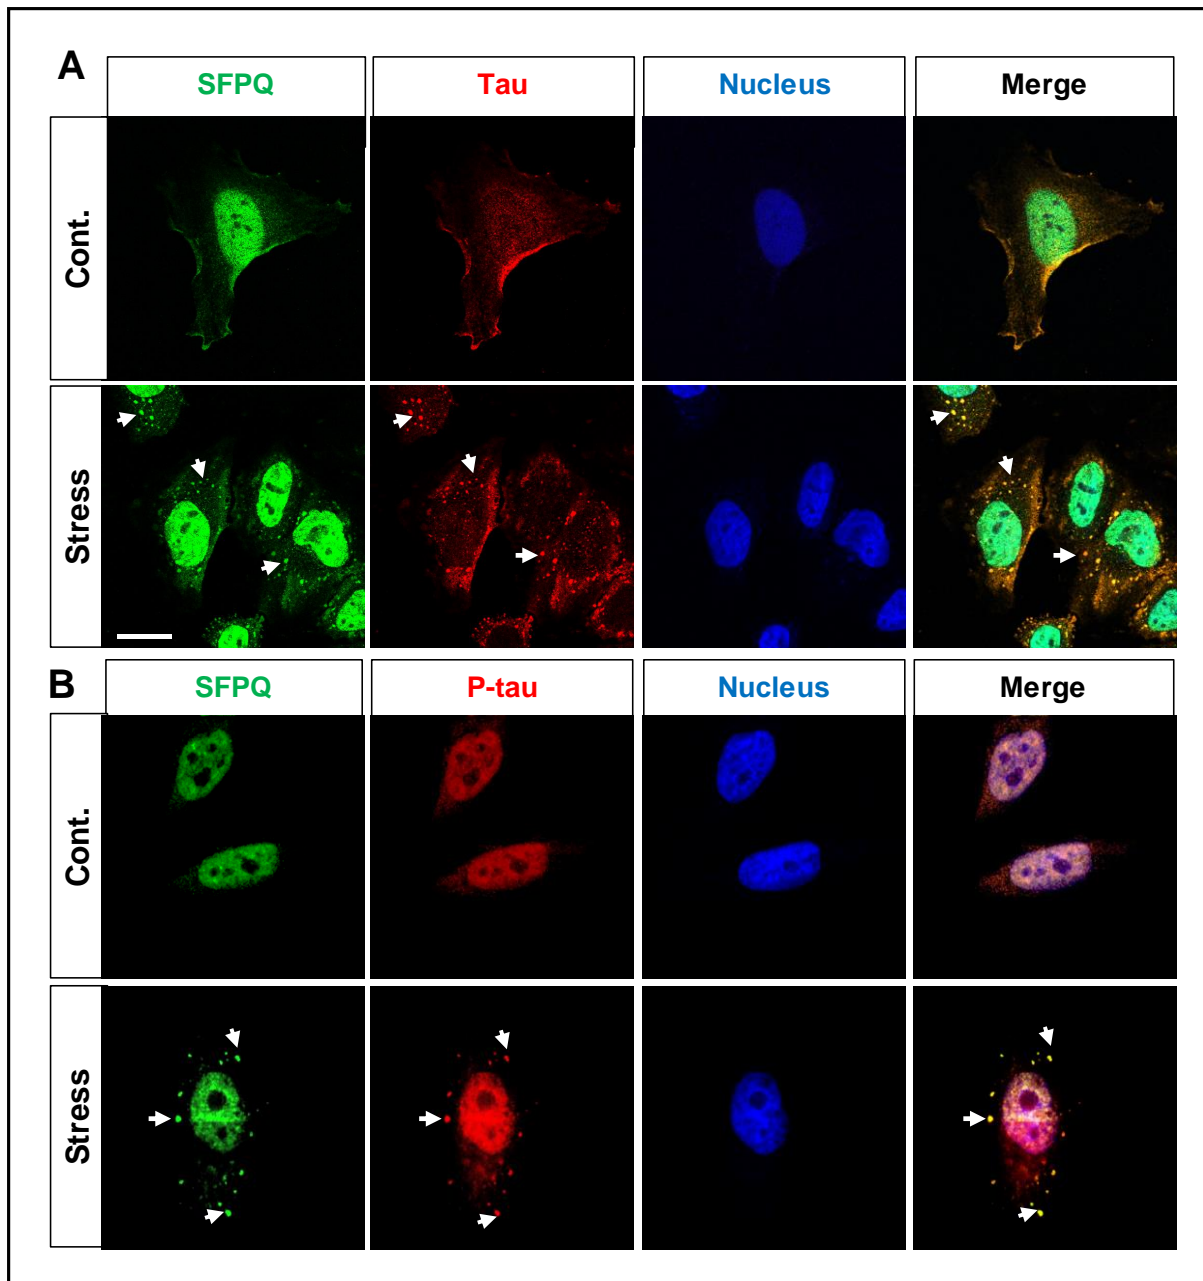 A
SFPQ Tau Nucleus Merge
Cont.
Stress
B
SFPQ P-tau Nucleus Merge
Cont.
Stress